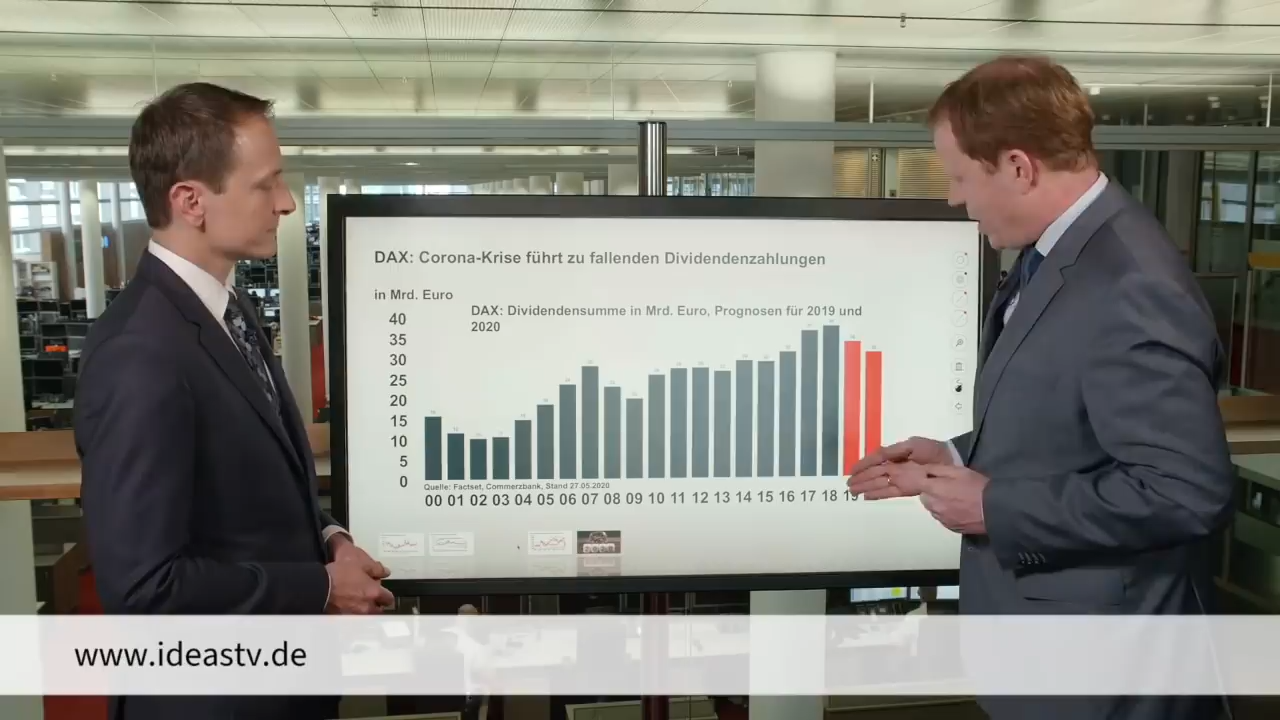 DAX: Corona-Krise führt zu fallenden Dividendenzahlungen
in Mrd. Euro
DAX: Dividendensumme in Mrd. Euro, Prognosen für 2019 und
2020
40
35
30
25
20
15
10
5
0
Quelle: Factset, Commerzbank, Stand 27.05.2020
00 01 02 03 04 05 06 07 08 09 10 11 12 13 14 15 16 17 18 19
www.ideastv.de